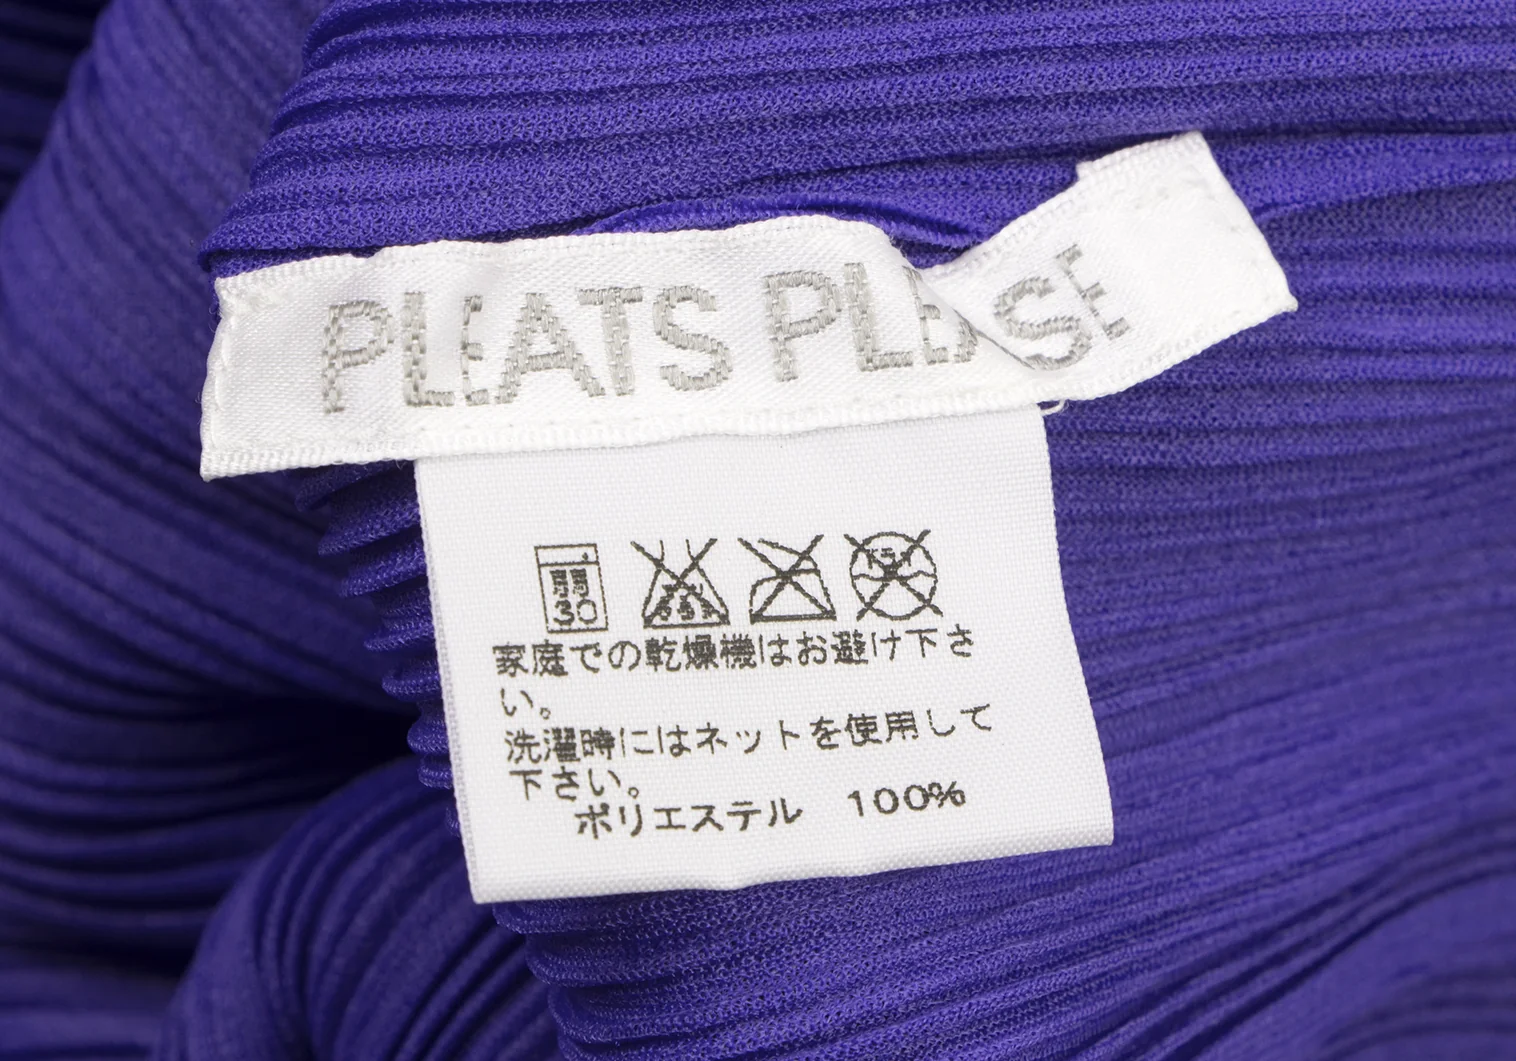 PLEATS PLEASE
30
家庭での乾燥機はお避け下さ
い。
洗濯時にはネットを使用して
下さい。
ポリエステル 100%